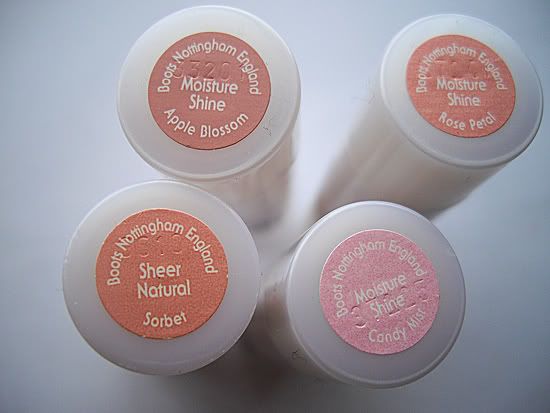 Boots Nottingham England
Moisture
Shine
Apple Blossom
Boots Nottingham England
Moisture
Shine
Rose Petal
Boots Nottingham England
Sheer
Natural
Sorbet
Boots Nottingham England
Moisture
Shine
Candy Mist